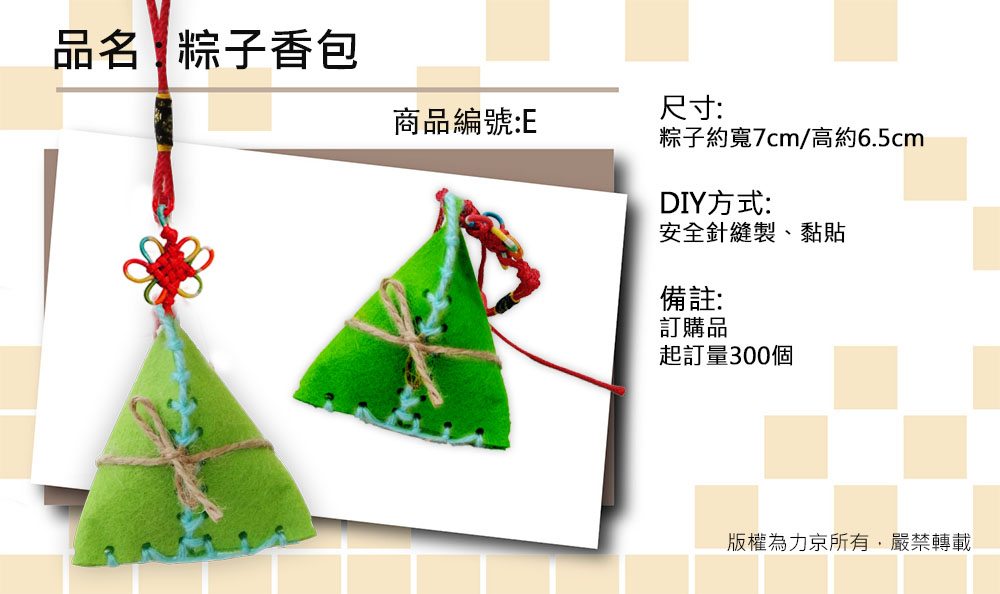 品名：粽子香包
商品編號:E
尺寸:
粽子約寬7cm/高約6.5cm
DIY方式:
安全針縫製、黏貼
備註:
訂購品
起訂量300個
版權為力京所有，嚴禁轉載